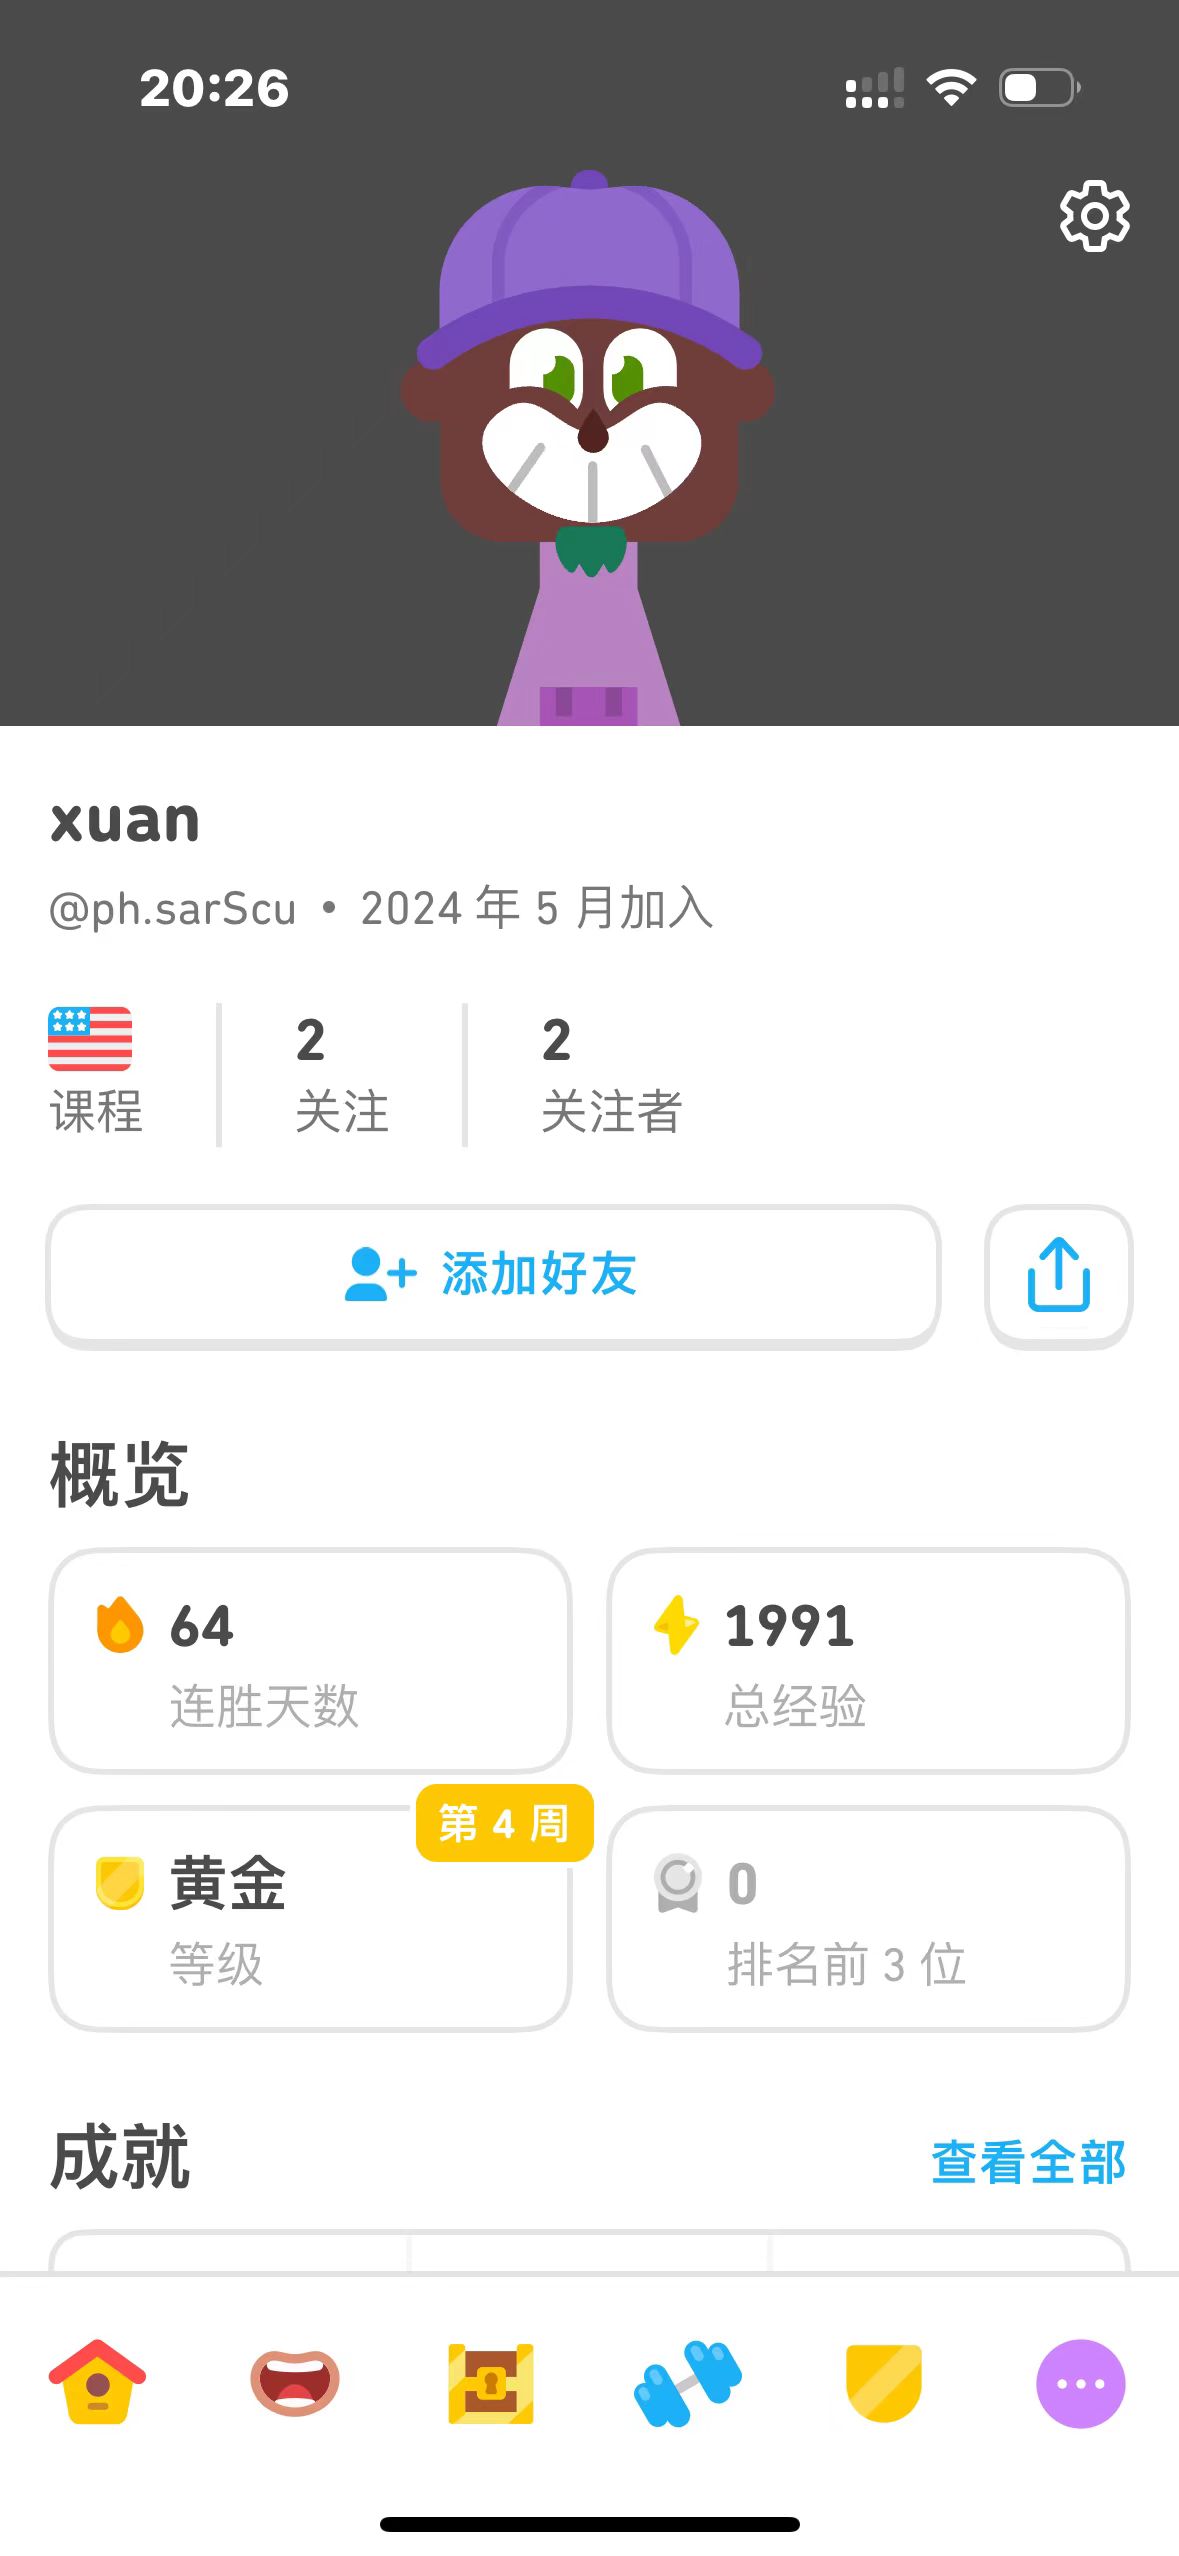 20:26
xuan
@ph.sarScu • 2024 年 5 月加入
2 2
课程 关注 关注者
添加好友
概览
64 1991
连胜天数 总经验
第 4 周
黄金 0
等级 排名前 3 位
成就 查看全部